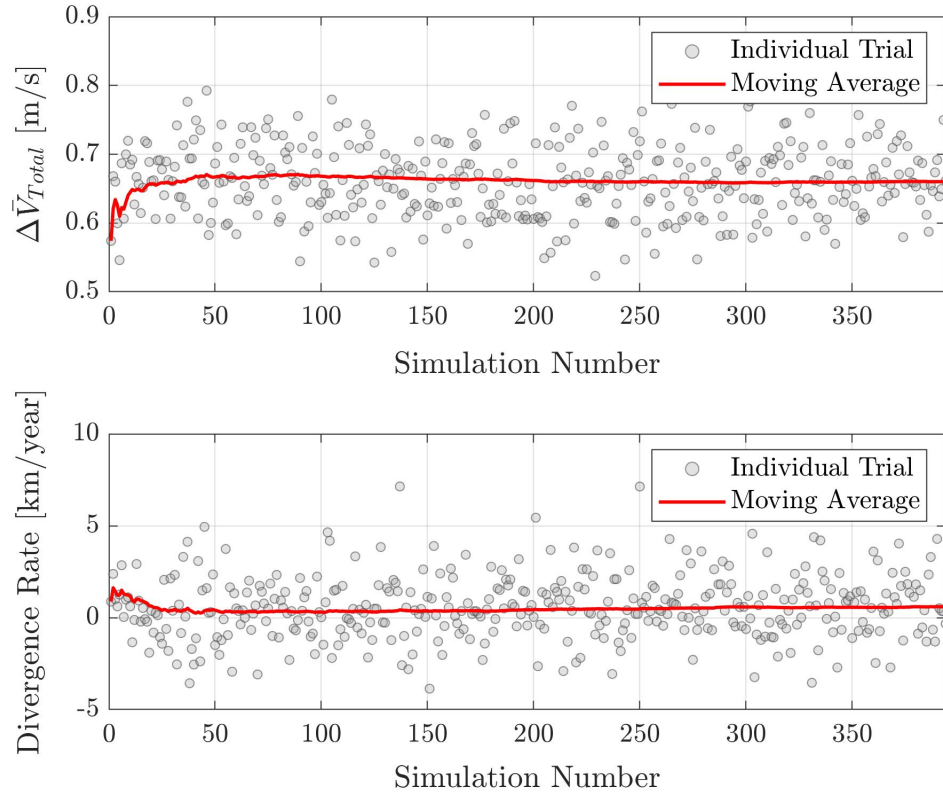 0.9
0.8
0.7
0.6
0.5
ΔV̄_Total [m/s]
Individual Trial
Moving Average
0 50 100 150 200 250 300 350
Simulation Number
10
5
0
-5
Divergence Rate [km/year]
Individual Trial
Moving Average
0 50 100 150 200 250 300 350
Simulation Number